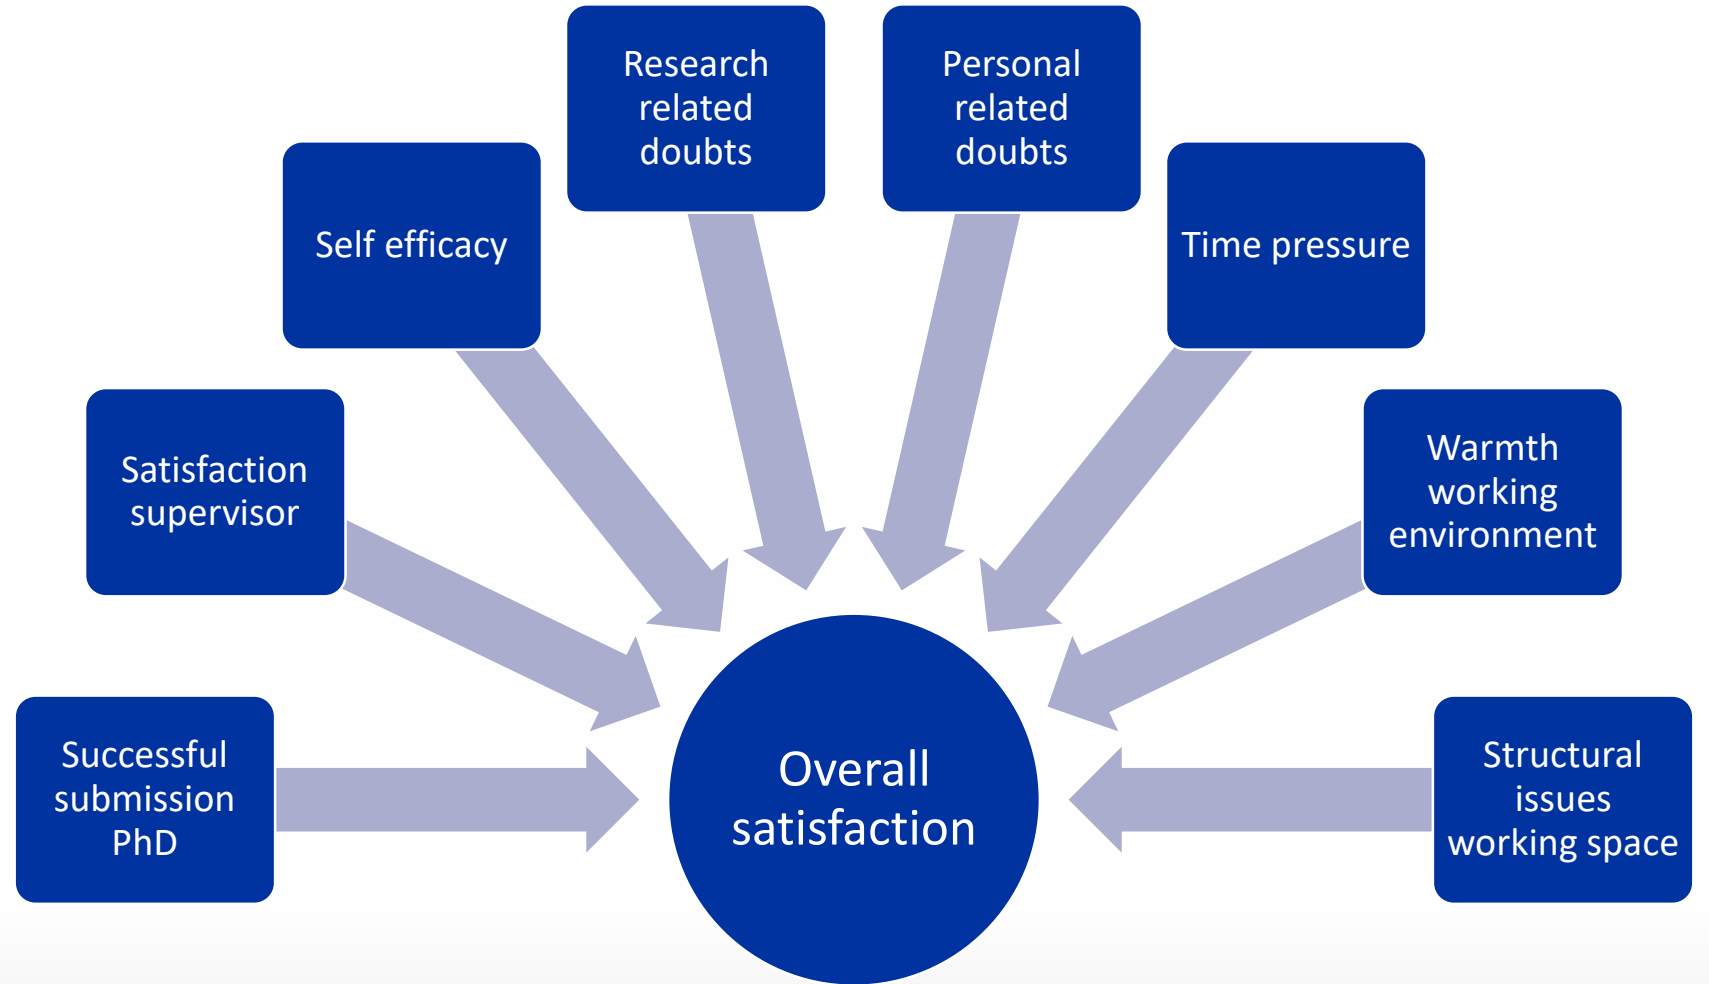 Research
related
doubts
Personal
related
doubts
Self efficacy
Time pressure
Satisfaction
supervisor
Warmth
working
environment
Successful
submission
PhD
Overall
satisfaction
Structural
issues
working space